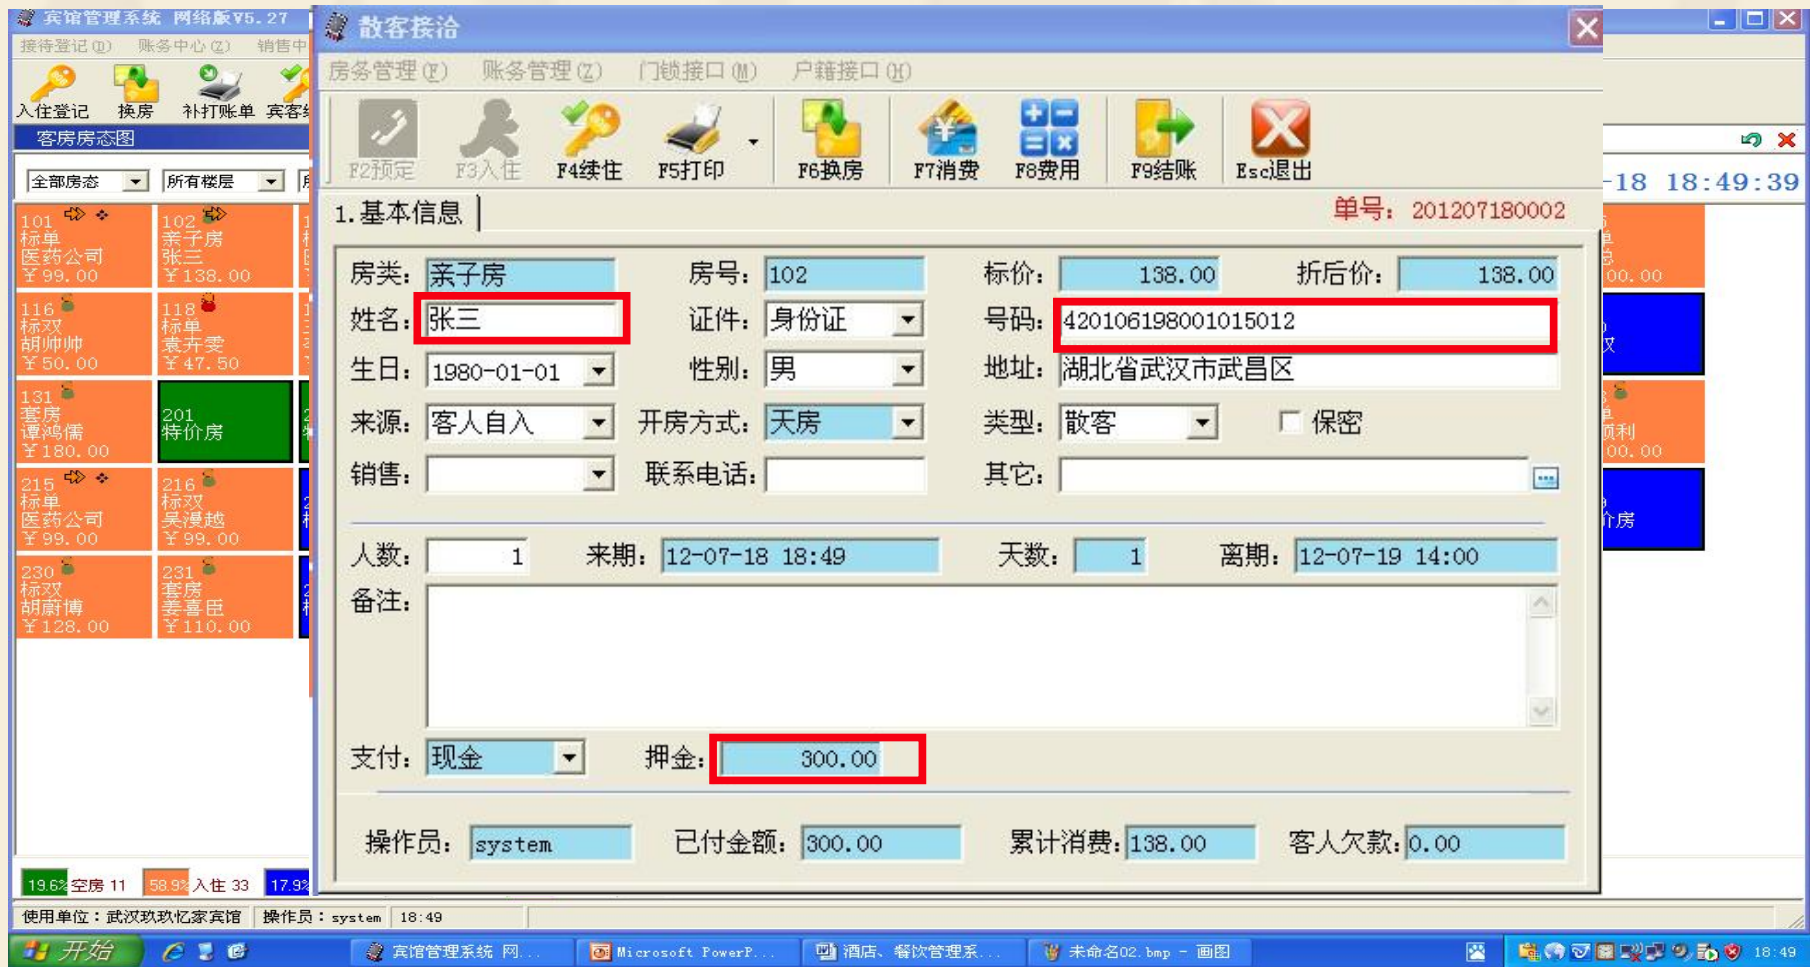 宾馆管理系统 网络版V5.27
散客接洽
接待登记(D) 账务中心(Z) 销售中
房务管理(F) 账务管理(Z) 门锁接口(M) 户籍接口(H)
入住登记 换房 补打账单 宾客
F2预定 F3入住 F4续住 F5打印 F6换房 F7消费 F8费用 F9结账 Esc退出
客房房态图
全部房态 所有楼层
-18 18:49:39
1.基本信息 单号: 201207180002
101
标单
医药公司
¥99.00
102
亲子房
张三
¥138.00
116
标双
胡帅帅
¥50.00
118
标单
袁卉雯
¥47.50
131
套房
谭鸿儒
¥180.00
201
特价房
215
标单
医药公司
¥99.00
216
标双
吴漫越
¥99.00
230
标双
胡蔚博
¥128.00
231
套房
姜喜臣
¥110.00
房类: 亲子房 房号: 102 标价: 138.00 折后价: 138.00
姓名: 张三 证件: 身份证 号码: 420106198001015012
生日: 1980-01-01 性别: 男 地址: 湖北省武汉市武昌区
来源: 客人自入 开房方式: 天房 类型: 散客 保密
销售: 联系电话: 其它:
人数: 1 来期: 12-07-18 18:49 天数: 1 离期: 12-07-19 14:00
备注:
支付: 现金 押金: 300.00
操作员: system 已付金额: 300.00 累计消费: 138.00 客人欠款: 0.00
00.00
顺利
00.00
价房
19.6% 空房 11 58.9% 入住 33 17.9%
使用单位:武汉玖玖忆家宾馆 操作员:system 18:49
开始 宾馆管理系统 网... Microsoft PowerP... 酒店、餐饮管理系... 未命名02.bmp - 画图 18:49